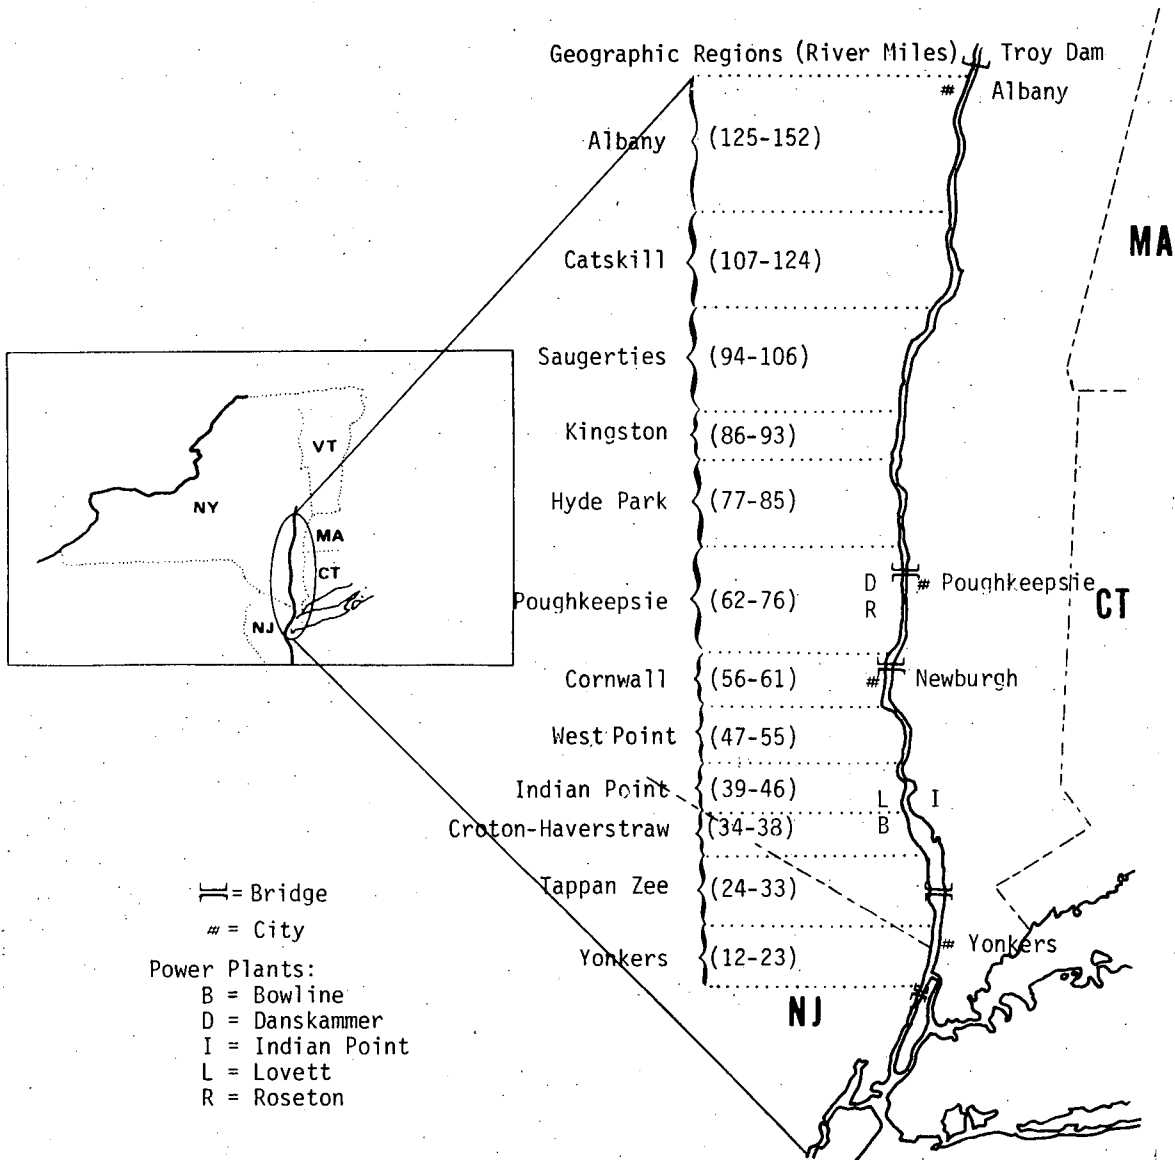 Geographic Regions (River Miles) Troy Dam
# Albany
Albany (125-152)
MA
Catskill (107-124)
Saugerties (94-106)
Kingston (86-93)
Hyde Park (77-85)
D # Poughkeepsie
Poughkeepsie (62-76) R
CT
Cornwall (56-61) # Newburgh
West Point (47-55)
Indian Point (39-46) L I
Croton-Haverstraw (34-38) B
Tappan Zee (24-33)
# Yonkers
Yonkers (12-23)
NJ
VT
NY
MA
CT
NJ
= Bridge
# = City
Power Plants:
B = Bowline
D = Danskammer
I = Indian Point
L = Lovett
R = Roseton